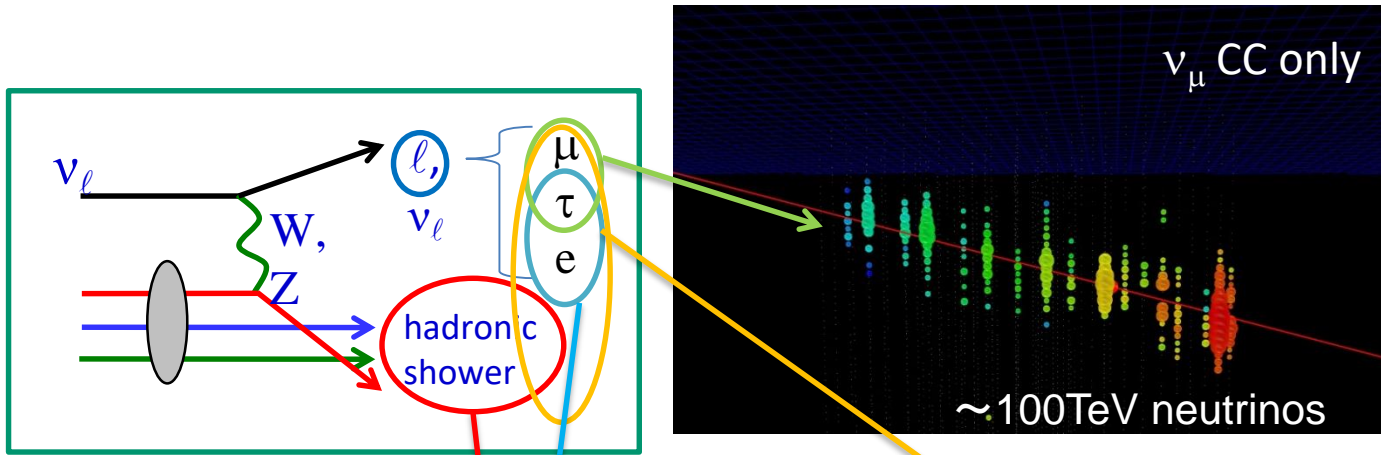 ν_ℓ
W,
Z
ℓ,
ν_ℓ
μ
τ
e
hadronic
shower
ν_μ CC only
~100TeV neutrinos